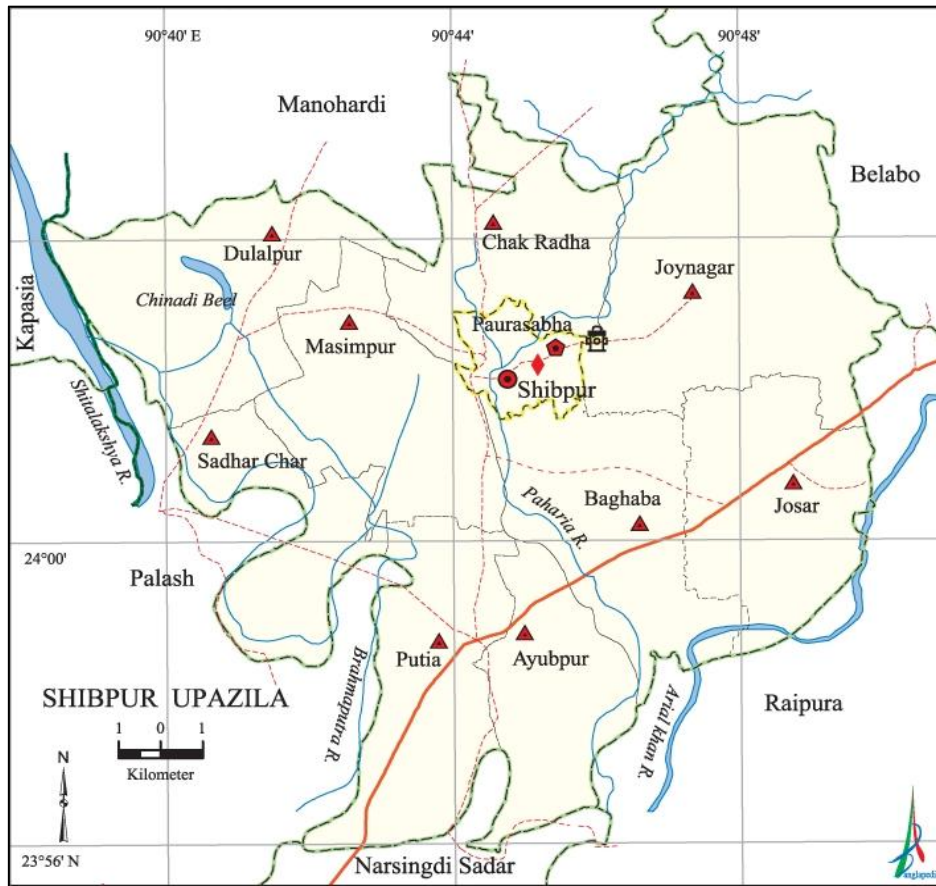 90°40' E
90°44'
90°48'
Manohardi
Belabo
Chak Radha
Dulalpur
Joynagar
Chinadi Beel
Kapasia
Paurasabha
Masimpur
Shibpur
Shitalakshya R.
Sadhar Char
Baghaba
Josar
Paharia R.
24°00'
Palash
Putia
Ayubpur
Brahmaputra R.
Arial khan R.
Raipura
SHIBPUR UPAZILA
1 0 1
Kilometer
N
23°56' N
Narsingdi Sadar
anglapedia